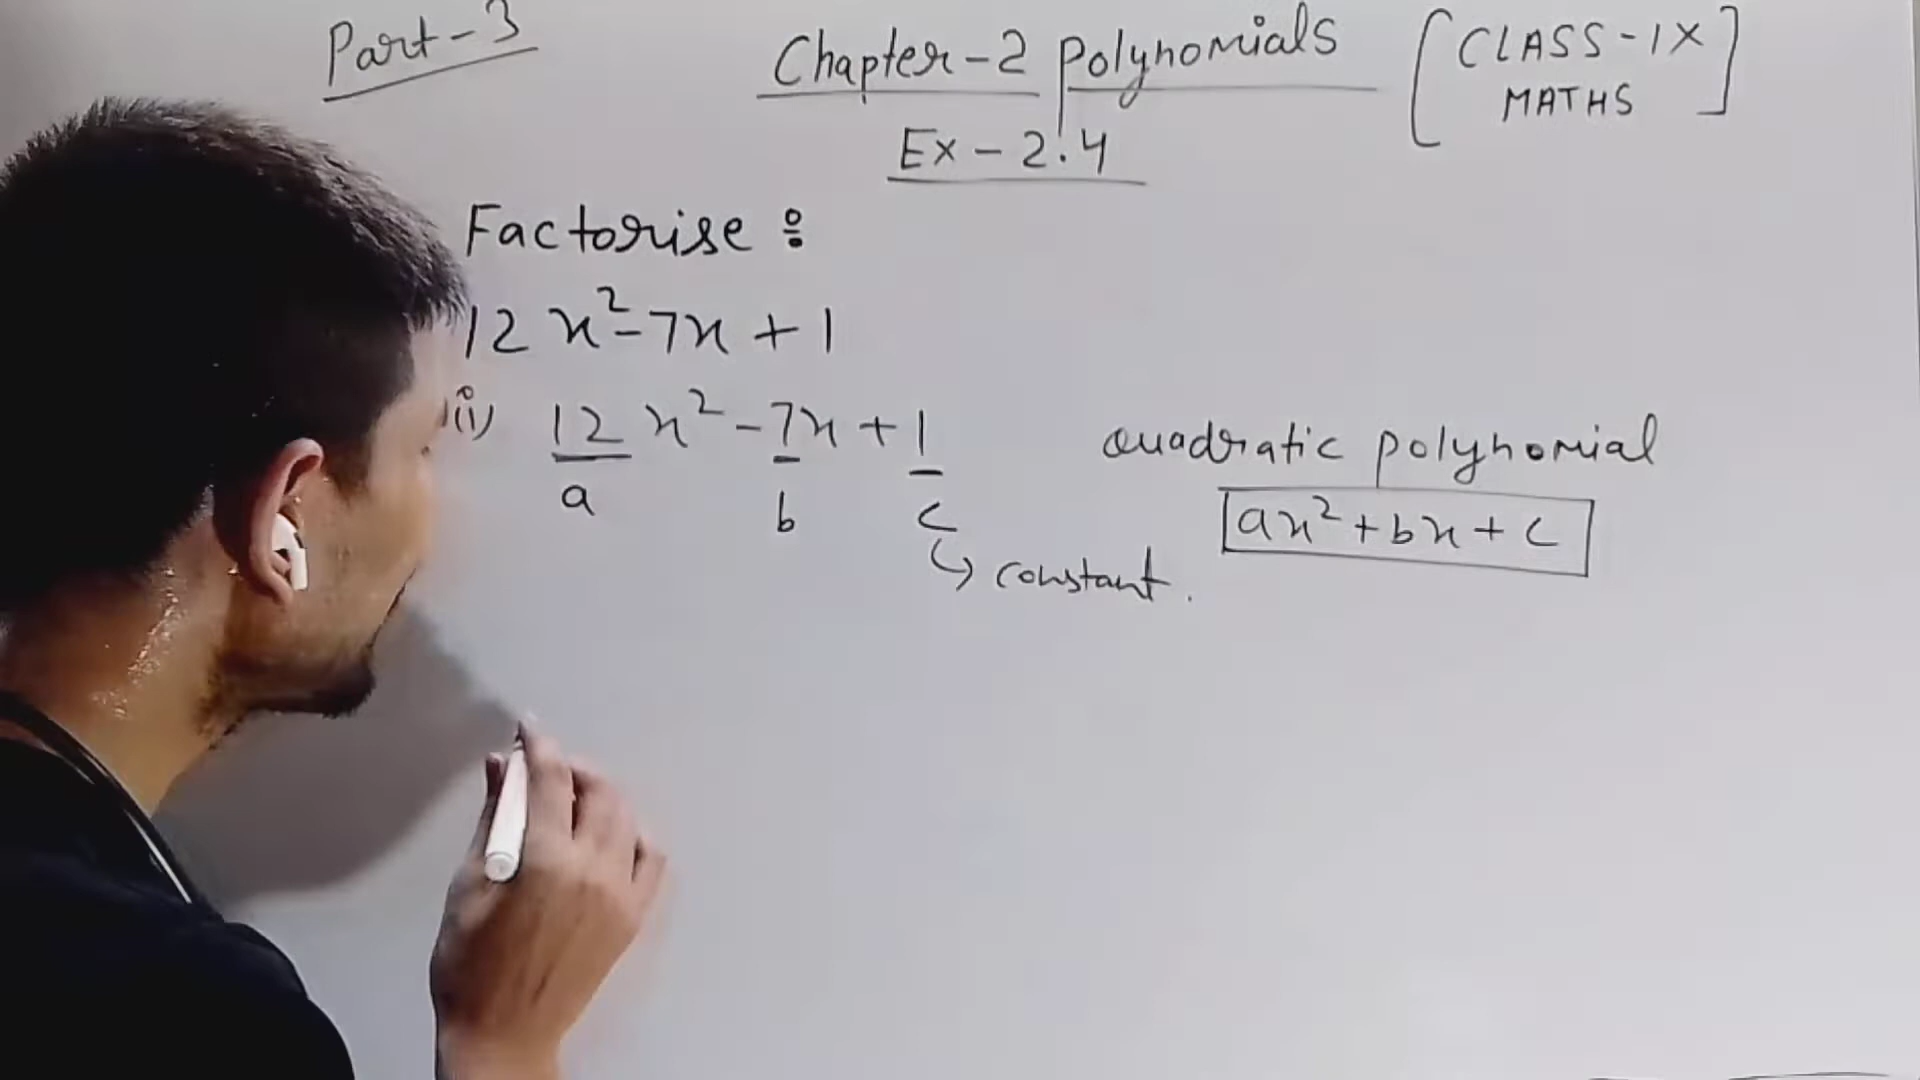 Part-3
Chapter-2 Polynomials
[CLASS-IX
MATHS]
Ex-2.4
Factorise :
12x²-7x+1
(i) 12x²-7x+1
a b c
↳ constant.
quadratic polynomial
ax²+bx+c